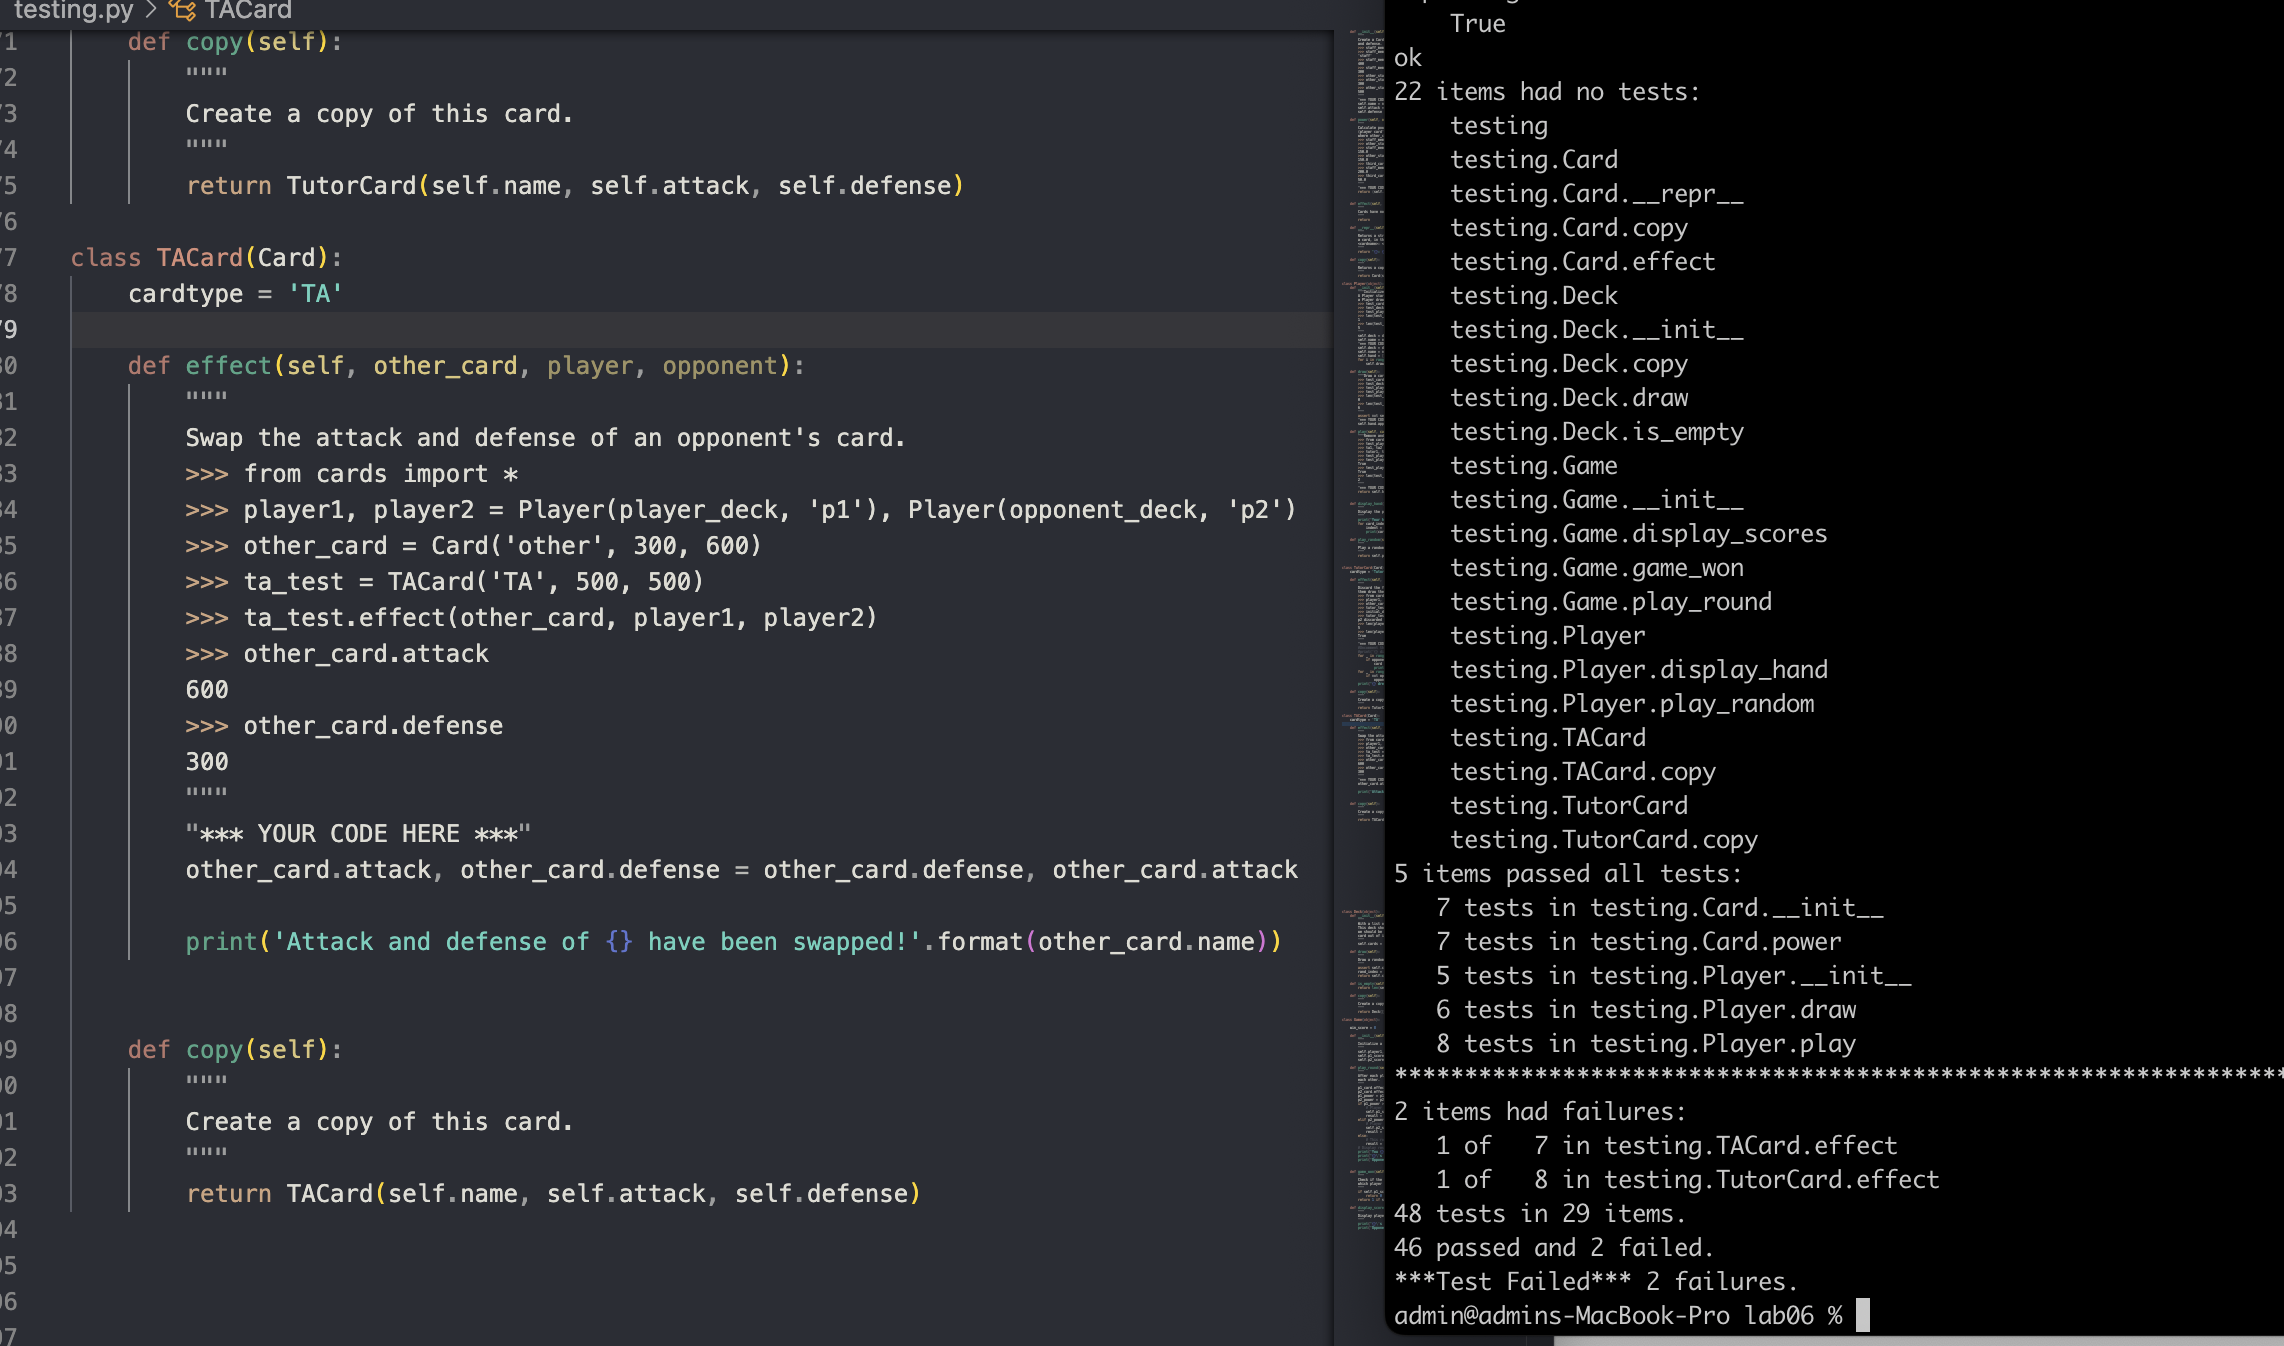 testing.py > TACard
71 def copy(self):
72 """
73 Create a copy of this card.
74 """
75 return TutorCard(self.name, self.attack, self.defense)
76
77 class TACard(Card):
78 cardtype = 'TA'
79
80 def effect(self, other_card, player, opponent):
81 """
82 Swap the attack and defense of an opponent's card.
83 >>> from cards import *
84 >>> player1, player2 = Player(player_deck, 'p1'), Player(opponent_deck, 'p2')
85 >>> other_card = Card('other', 300, 600)
86 >>> ta_test = TACard('TA', 500, 500)
87 >>> ta_test.effect(other_card, player1, player2)
88 >>> other_card.attack
89 600
90 >>> other_card.defense
91 300
92 """
93 "*** YOUR CODE HERE ***"
94 other_card.attack, other_card.defense = other_card.defense, other_card.attack
95
96 print('Attack and defense of {} have been swapped!'.format(other_card.name))
97
98
99 def copy(self):
00 """
01 Create a copy of this card.
02 """
03 return TACard(self.name, self.attack, self.defense)
04
05
06
07
True
ok
22 items had no tests:
testing
testing.Card
testing.Card.__repr__
testing.Card.copy
testing.Card.effect
testing.Deck
testing.Deck.__init__
testing.Deck.copy
testing.Deck.draw
testing.Deck.is_empty
testing.Game
testing.Game.__init__
testing.Game.display_scores
testing.Game.game_won
testing.Game.play_round
testing.Player
testing.Player.display_hand
testing.Player.play_random
testing.TACard
testing.TACard.copy
testing.TutorCard
testing.TutorCard.copy
5 items passed all tests:
7 tests in testing.Card.__init__
7 tests in testing.Card.power
5 tests in testing.Player.__init__
6 tests in testing.Player.draw
8 tests in testing.Player.play
****************************************************************
2 items had failures:
1 of 7 in testing.TACard.effect
1 of 8 in testing.TutorCard.effect
48 tests in 29 items.
46 passed and 2 failed.
***Test Failed*** 2 failures.
admin@admins-MacBook-Pro lab06 %